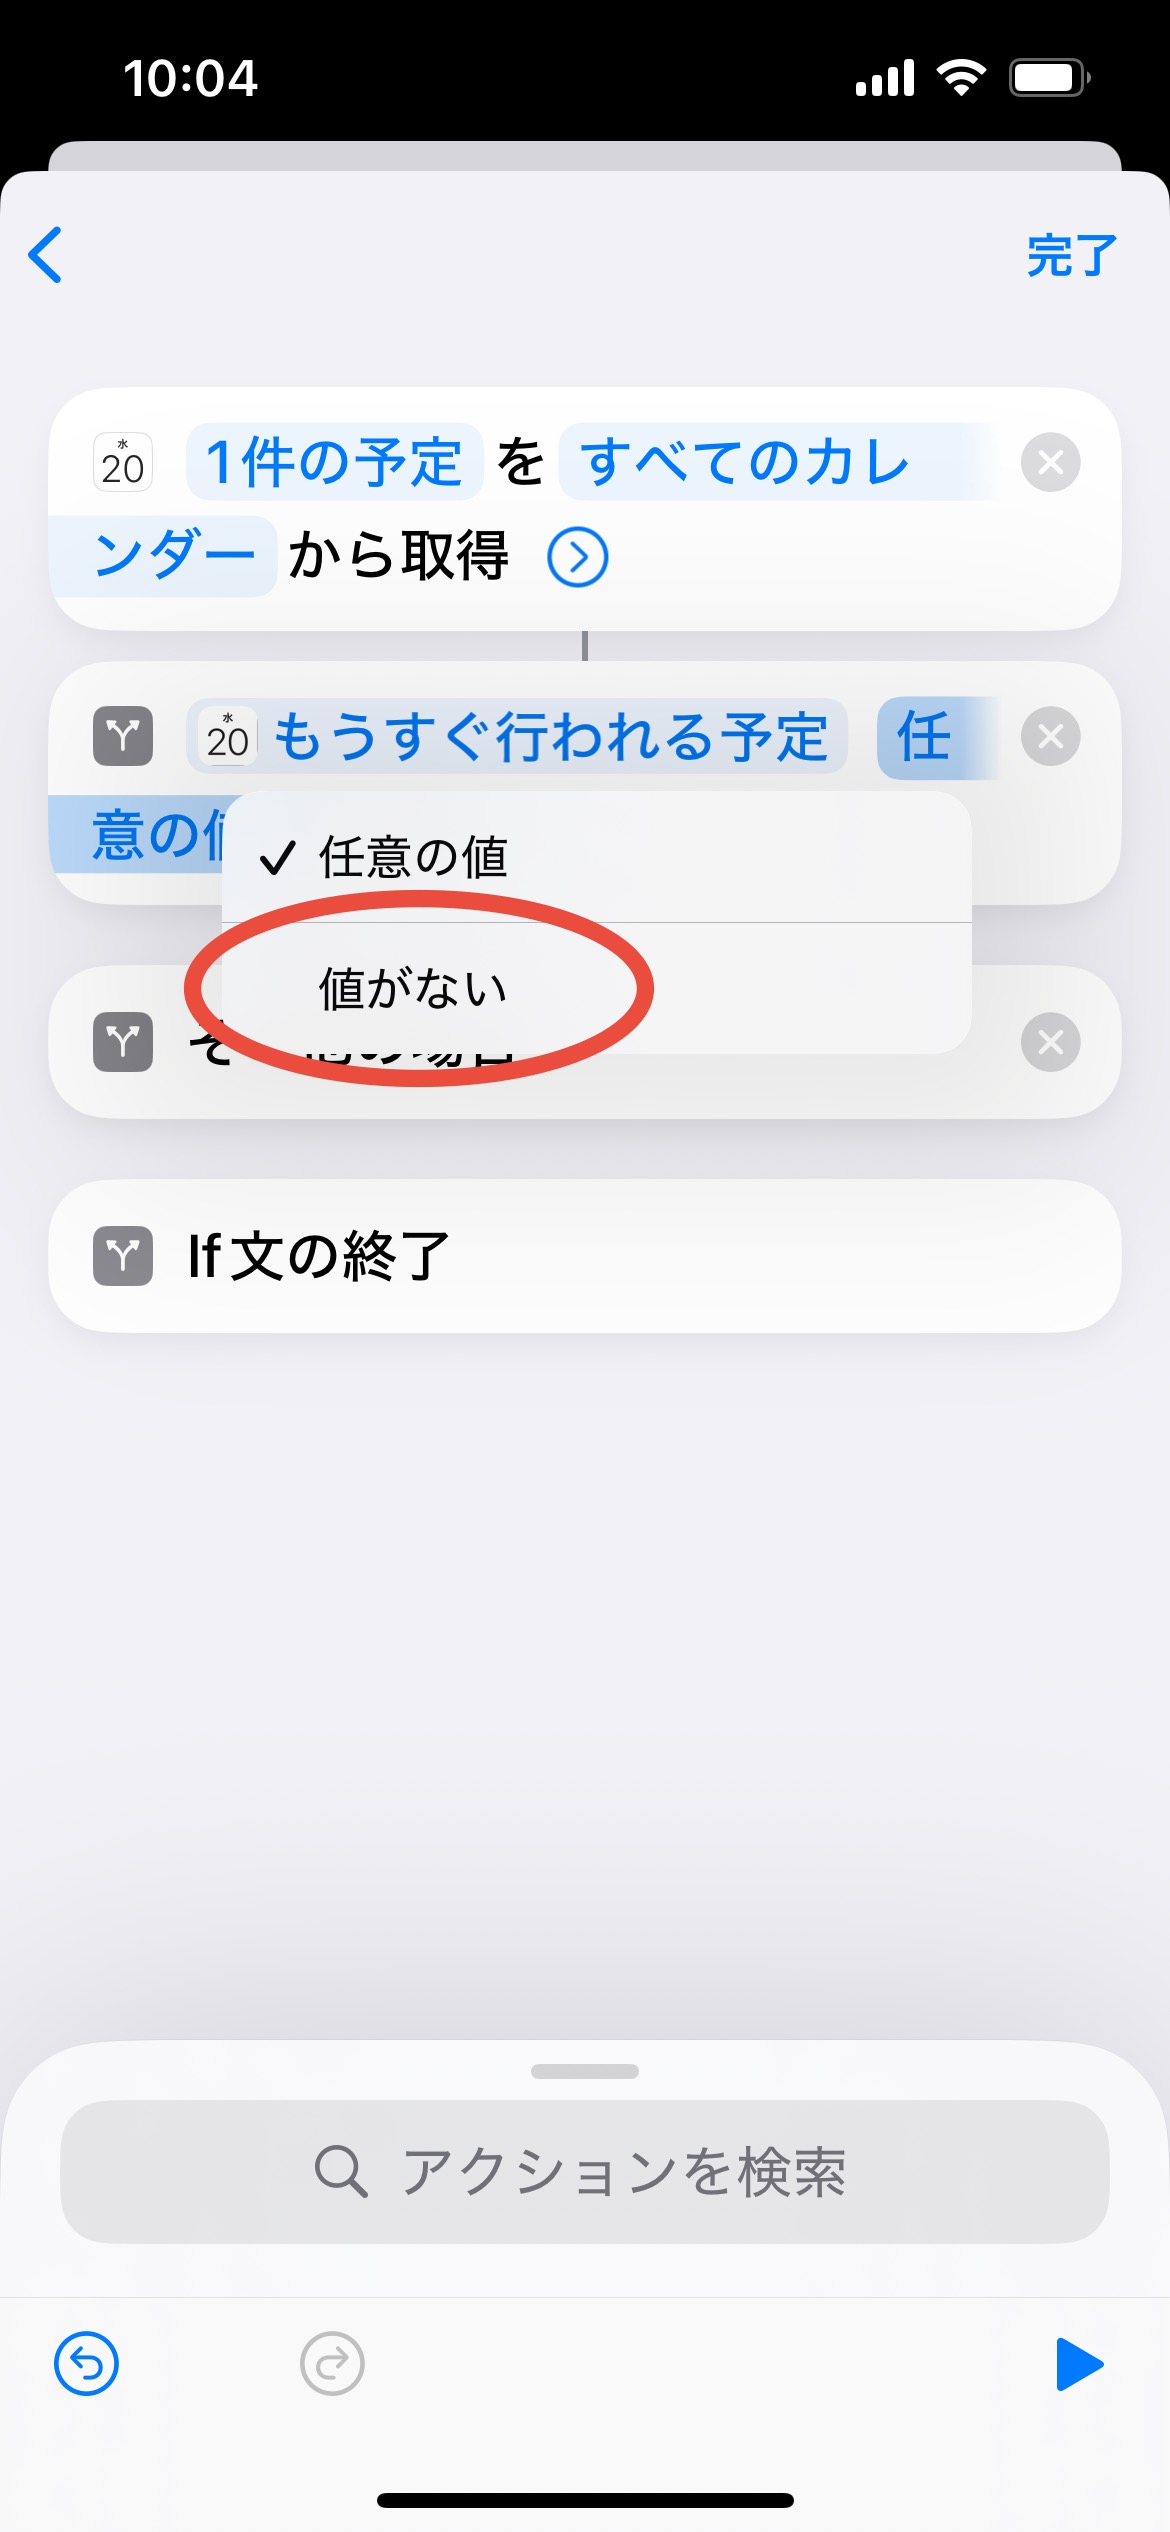 10:04
完了
水
20
1件の予定 を すべてのカレ
ンダー から取得
水
20
もうすぐ行われる予定 任
意の値
任意の値
値がない
If文の終了
アクションを検索